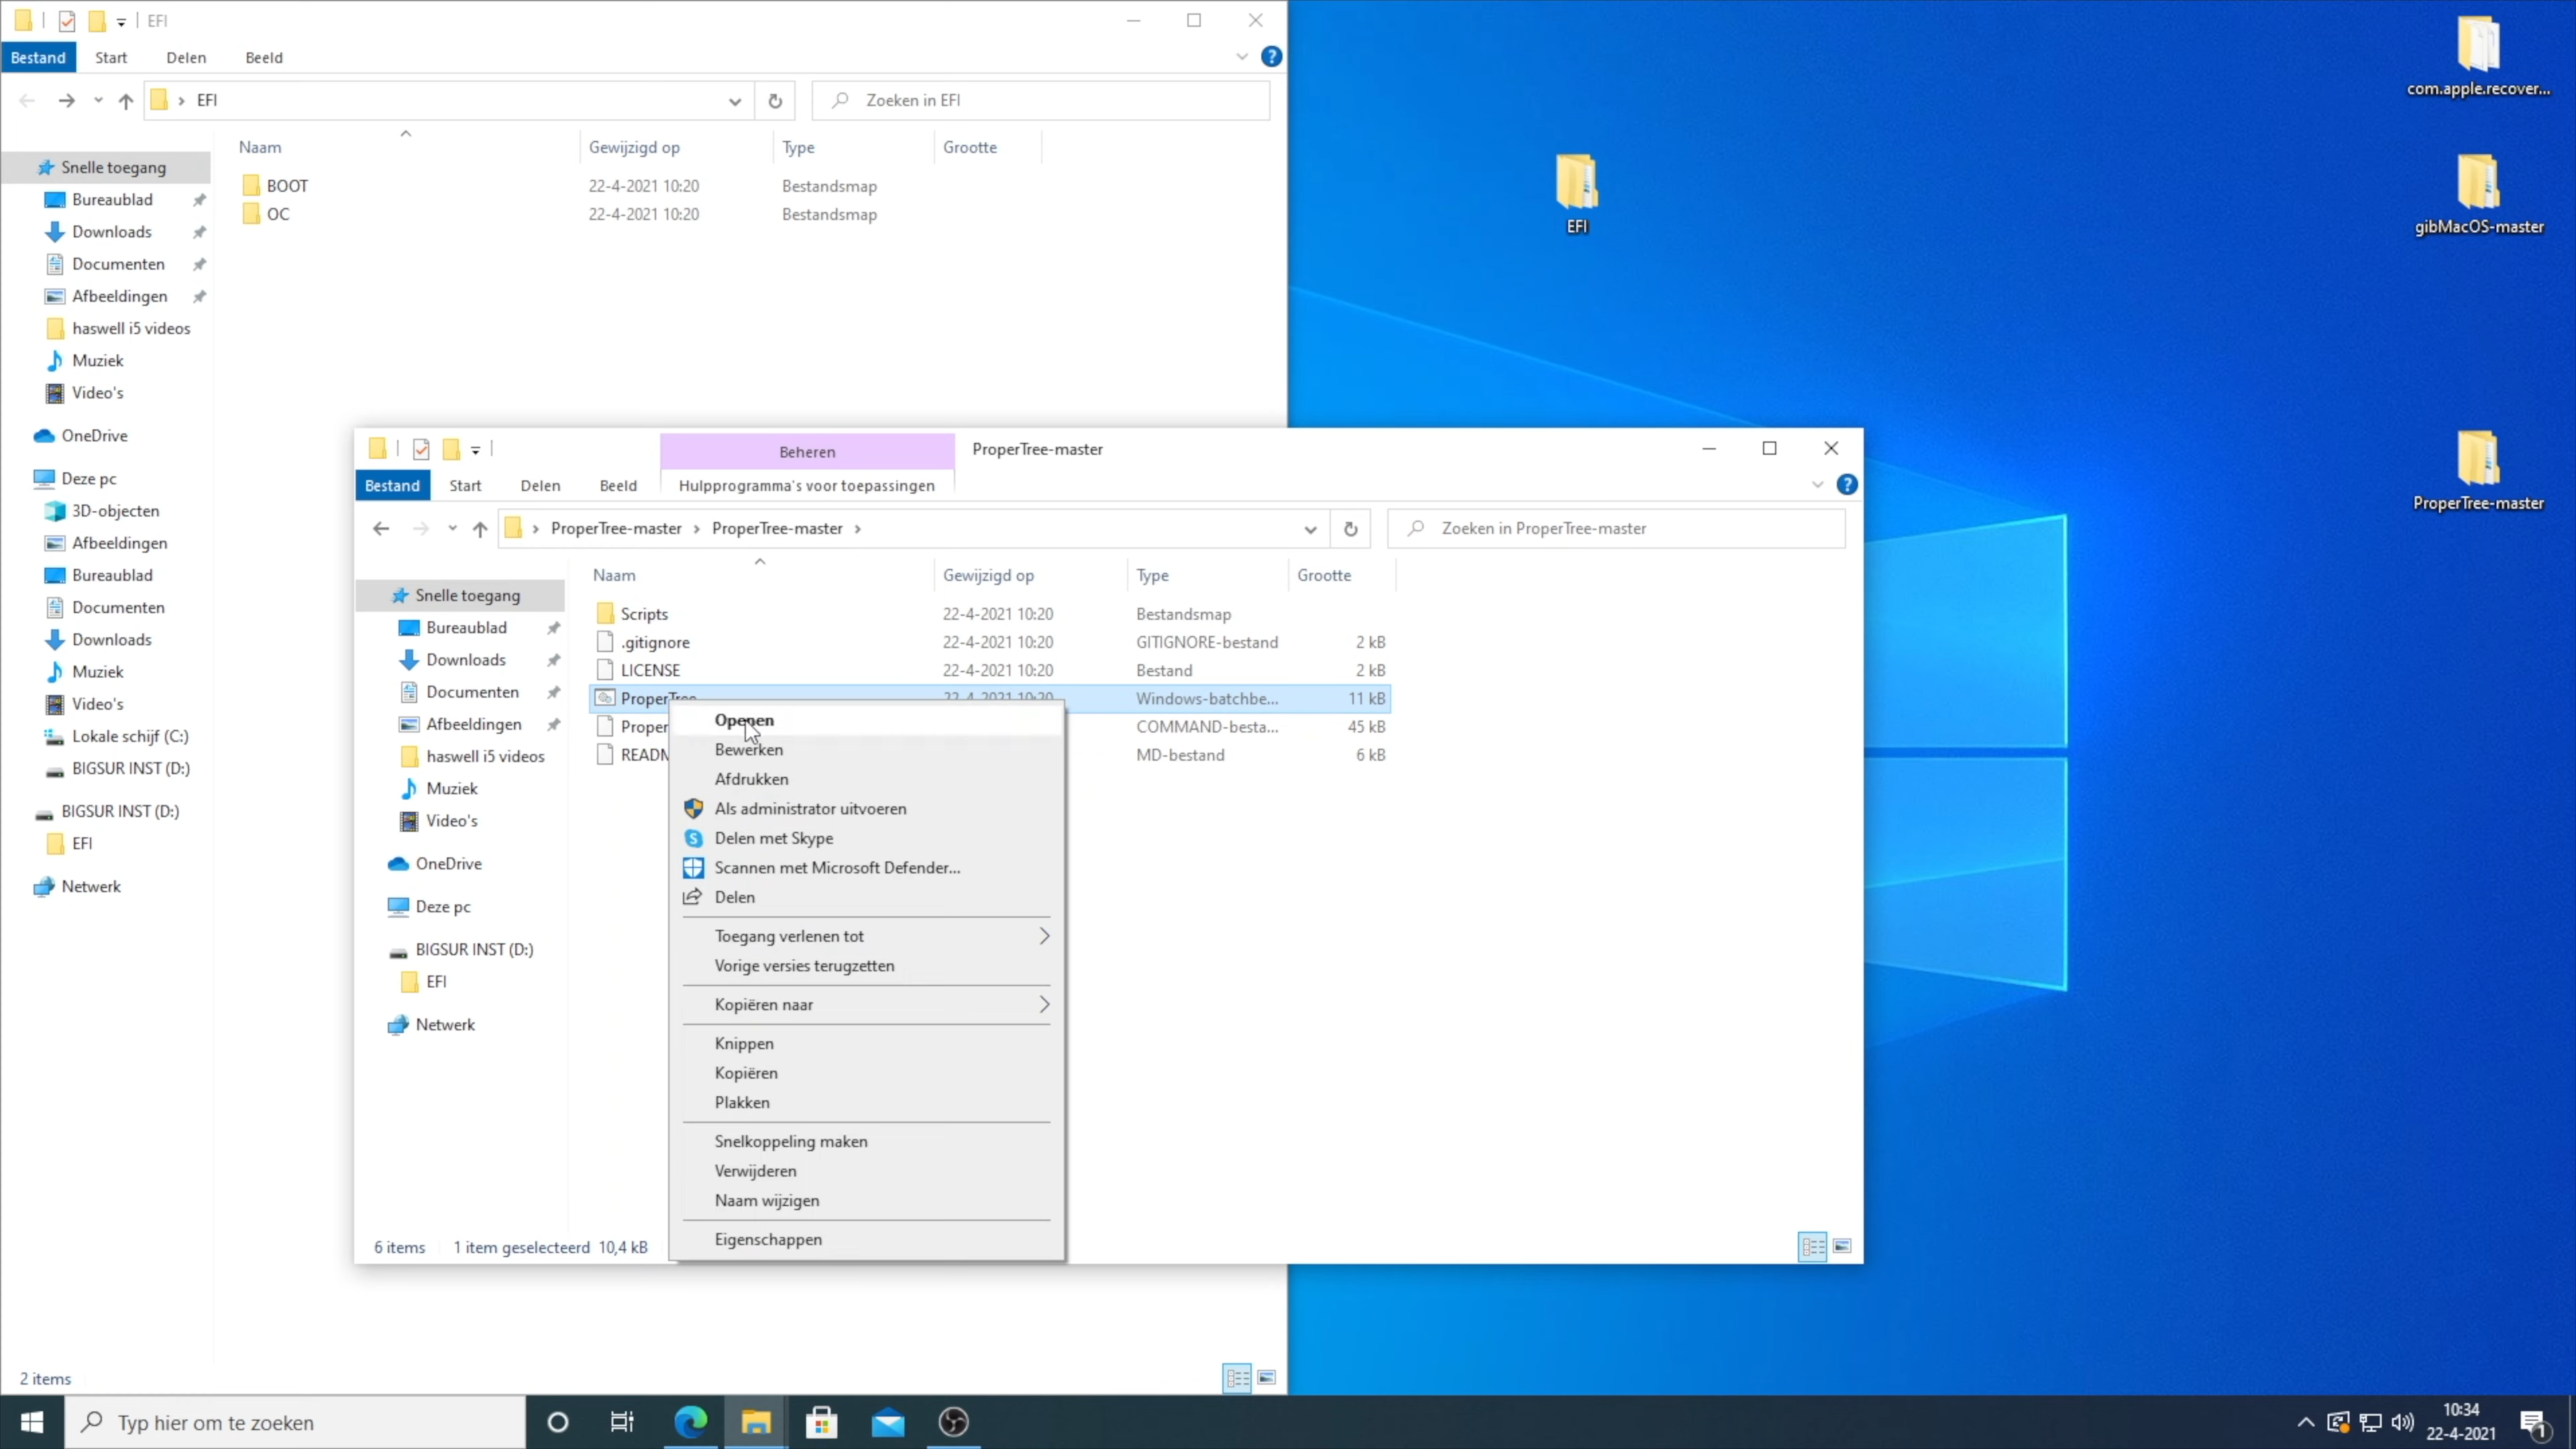 EFI
Bestand Start Delen Beeld
EFI
Zoeken in EFI
Naam Gewijzigd op Type Grootte
BOOT 22-4-2021 10:20 Bestandsmap
OC 22-4-2021 10:20 Bestandsmap
Snelle toegang
Bureaublad
Downloads
Documenten
Afbeeldingen
haswell i5 videos
Muziek
Video's
OneDrive
Deze pc
3D-objecten
Afbeeldingen
Bureaublad
Documenten
Downloads
Muziek
Video's
Lokale schijf (C:)
BIGSUR INST (D:)
BIGSUR INST (D:)
EFI
Netwerk
2 items
Beheren
ProperTree-master
Bestand Start Delen Beeld Hulpprogramma's voor toepassingen
ProperTree-master ProperTree-master
Zoeken in ProperTree-master
Naam Gewijzigd op Type Grootte
Scripts 22-4-2021 10:20 Bestandsmap
.gitignore 22-4-2021 10:20 GITIGNORE-bestand 2 kB
LICENSE 22-4-2021 10:20 Bestand 2 kB
ProperTree 22-4-2021 10:20 Windows-batchbe... 11 kB
Proper COMMAND-besta... 45 kB
READM MD-bestand 6 kB
Snelle toegang
Bureaublad
Downloads
Documenten
Afbeeldingen
haswell i5 videos
Muziek
Video's
OneDrive
Deze pc
BIGSUR INST (D:)
EFI
Netwerk
6 items 1 item geselecteerd 10,4 kB
Openen
Bewerken
Afdrukken
Als administrator uitvoeren
Delen met Skype
Scannen met Microsoft Defender...
Delen
Toegang verlenen tot
Vorige versies terugzetten
Kopiëren naar
Knippen
Kopiëren
Plakken
Snelkoppeling maken
Verwijderen
Naam wijzigen
Eigenschappen
com.apple.recover...
EFI
gibMacOS-master
ProperTree-master
Typ hier om te zoeken
10:34
22-4-2021
1